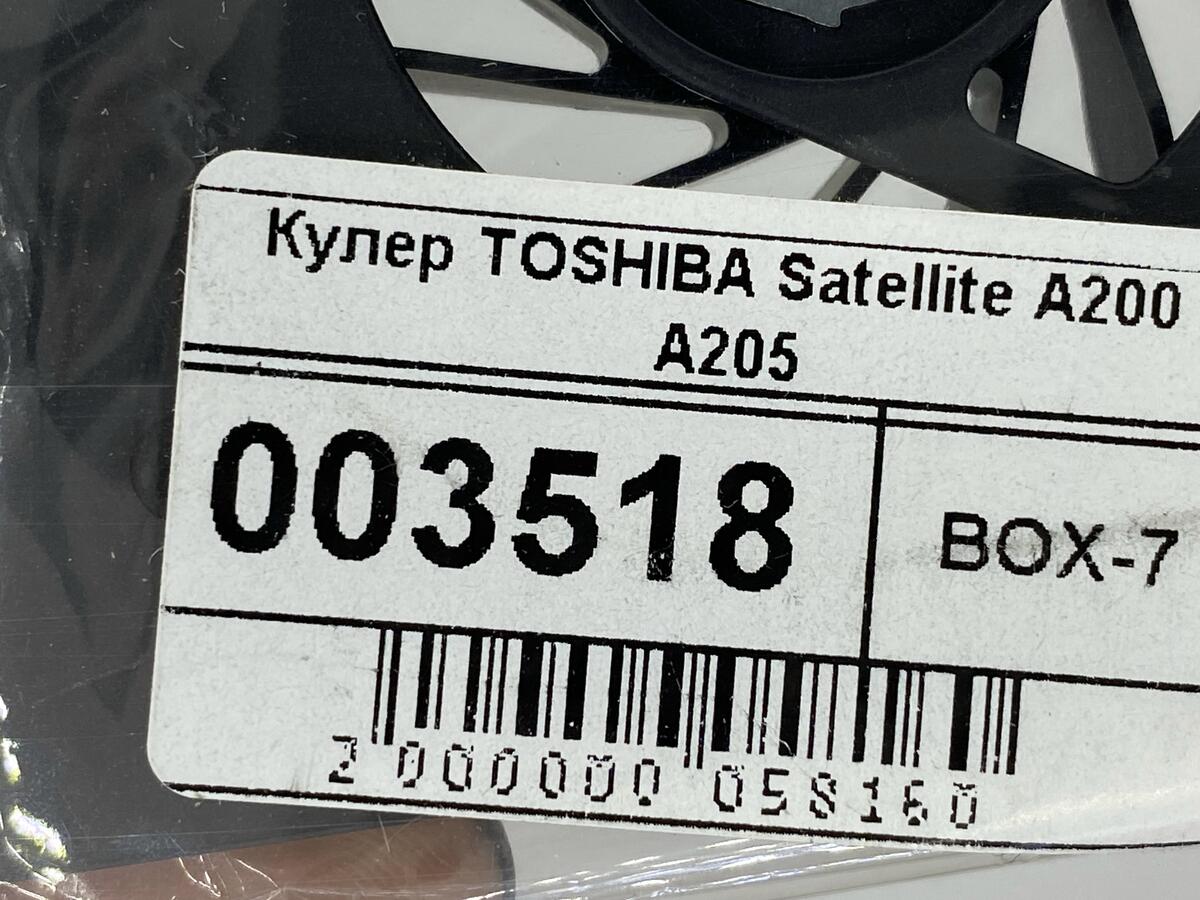 Кулер TOSHIBA Satellite A200
A205
003518
BOX-7
2 000000 058160